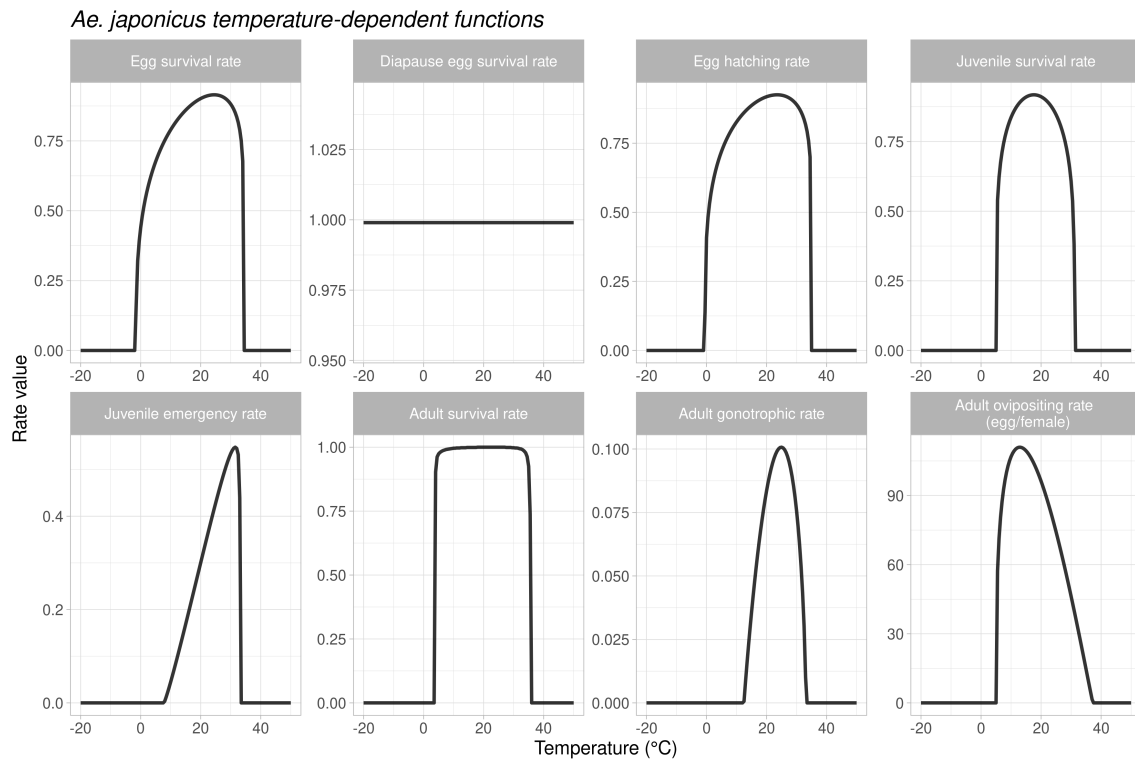 Ae. japonicus temperature-dependent functions
Egg survival rate
Diapause egg survival rate
Egg hatching rate
Juvenile survival rate
0.75
0.50
0.25
0.00
1.025
1.000
0.975
0.950
0.75
0.50
0.25
0.00
0.75
0.50
0.25
0.00
-20 0 20 40
-20 0 20 40
-20 0 20 40
-20 0 20 40
Rate value
Juvenile emergency rate
Adult survival rate
Adult gonotrophic rate
Adult ovipositing rate
(egg/female)
0.4
0.2
0.0
1.00
0.75
0.50
0.25
0.00
0.100
0.075
0.050
0.025
0.000
90
60
30
0
-20 0 20 40
-20 0 20 40
-20 0 20 40
-20 0 20 40
Temperature (°C)